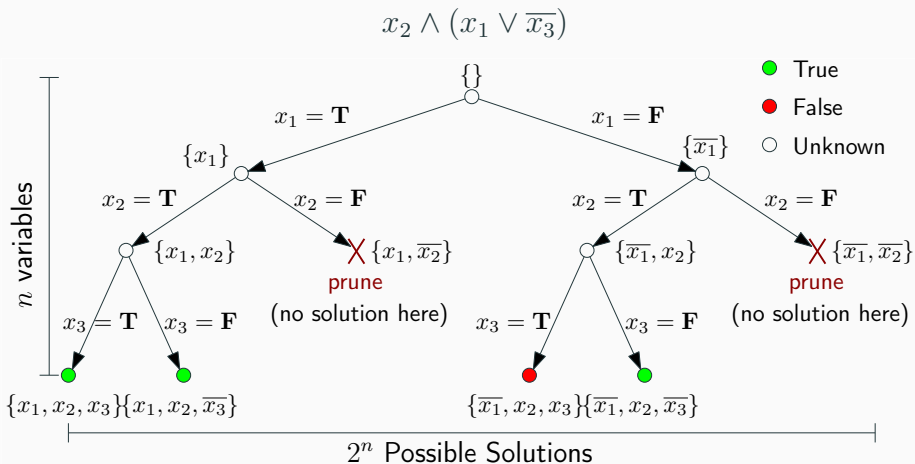 x₂ ∧ (x₁ ∨ x̅₃)
{}
True
False
Unknown
x₁ = T
x₁ = F
{x₁}
{x̅₁}
x₂ = T
x₂ = F
x₂ = T
x₂ = F
{x₁, x₂}
{x₁, x̅₂}
{x̅₁, x₂}
{x̅₁, x̅₂}
prune
prune
(no solution here)
(no solution here)
n variables
x₃ = T
x₃ = F
x₃ = T
x₃ = F
{x₁, x₂, x₃}
{x₁, x₂, x̅₃}
{x̅₁, x₂, x₃}
{x̅₁, x₂, x̅₃}
2ⁿ Possible Solutions